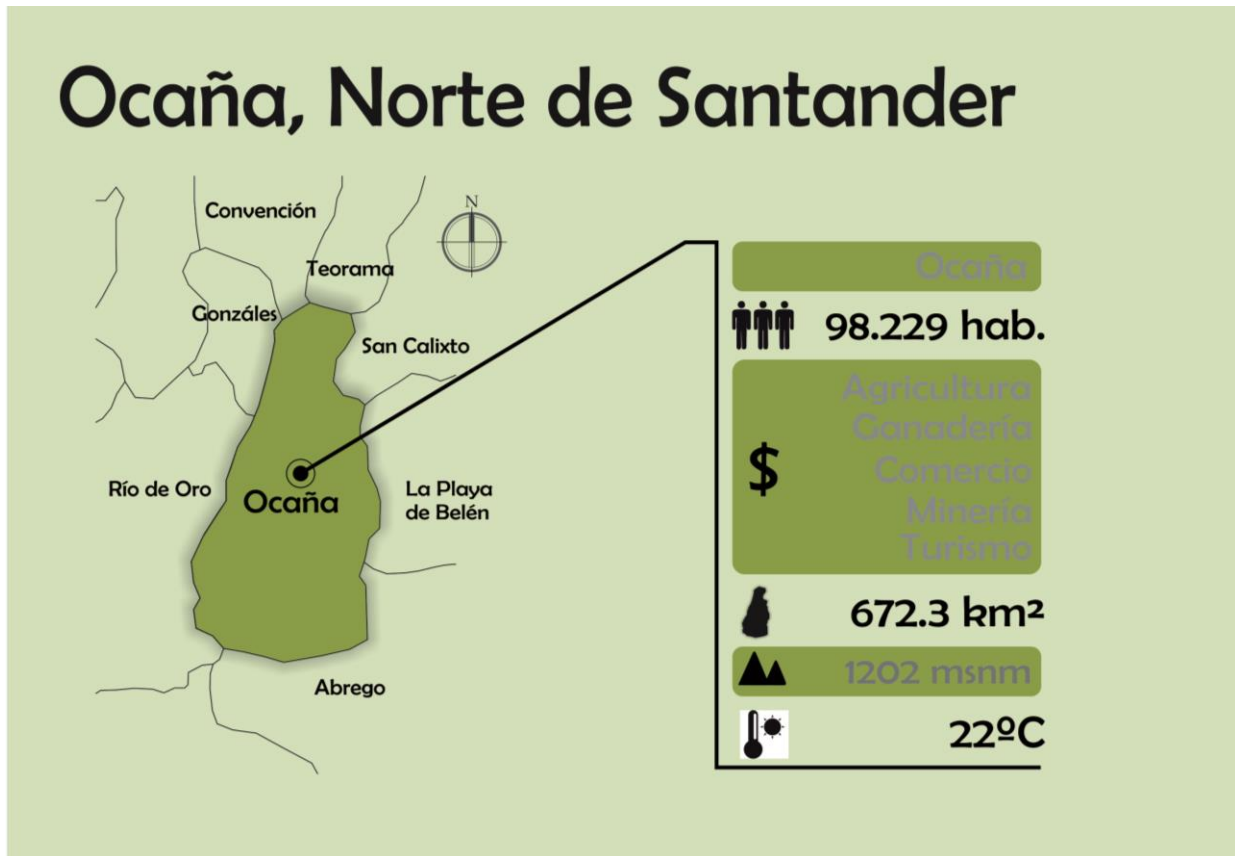 Ocaña, Norte de Santander
N
Convención
Teorama
Gonzáles
San Calixto
Río de Oro
Ocaña
La Playa
de Belén
Abrego
Ocaña
98.229 hab.
Agricultura
Ganadería
$
Comercio
Minería
Turismo
672.3 km²
1202 msnm
22ºC